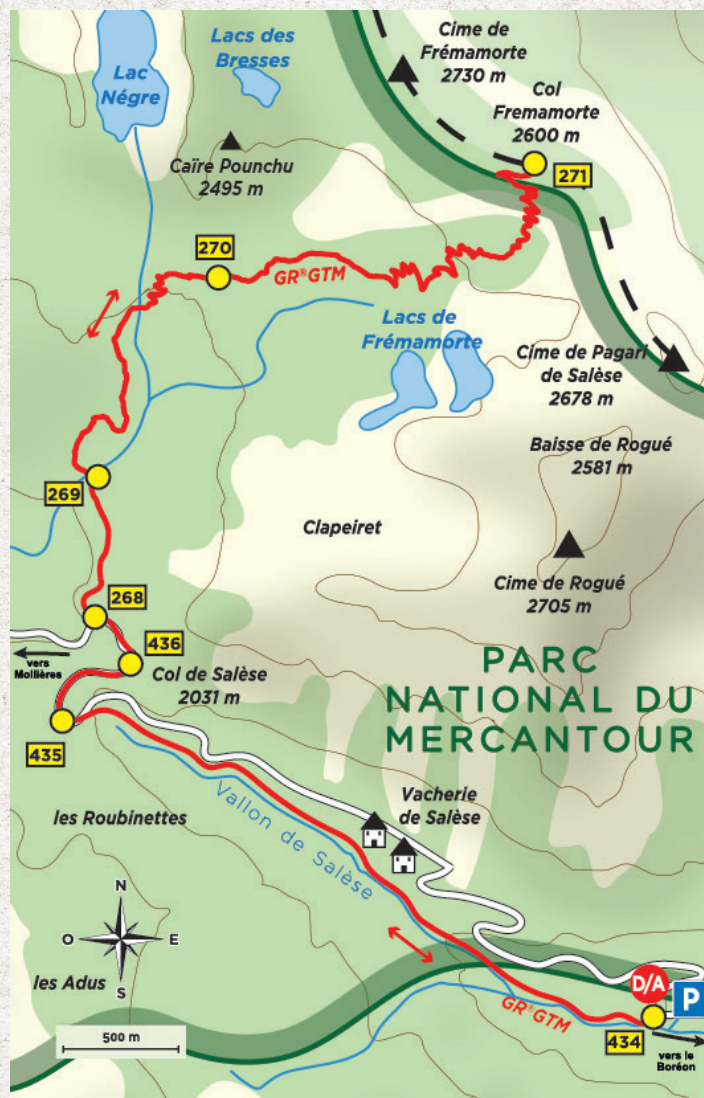 Cime de
Frémamorte
2730 m
Lacs des
Bresses
Lac
Négre
Col
Fremamorte
2600 m
Caïre Pounchu
2495 m
271
270
GR®GTM
Lacs de
Frémamorte
Cime de Pagari
de Salèse
2678 m
Baisse de Rogué
2581 m
269
Clapeiret
Cime de Rogué
2705 m
268
436
vers
Mollières
Col de Salèse
2031 m
PARC
NATIONAL DU
MERCANTOUR
435
Vacherie
de Salèse
les Roubinettes
Vallon de Salèse
N
O
E
S
les Adus
D/A
P
GR®GTM
500 m
434
vers le
Boréon